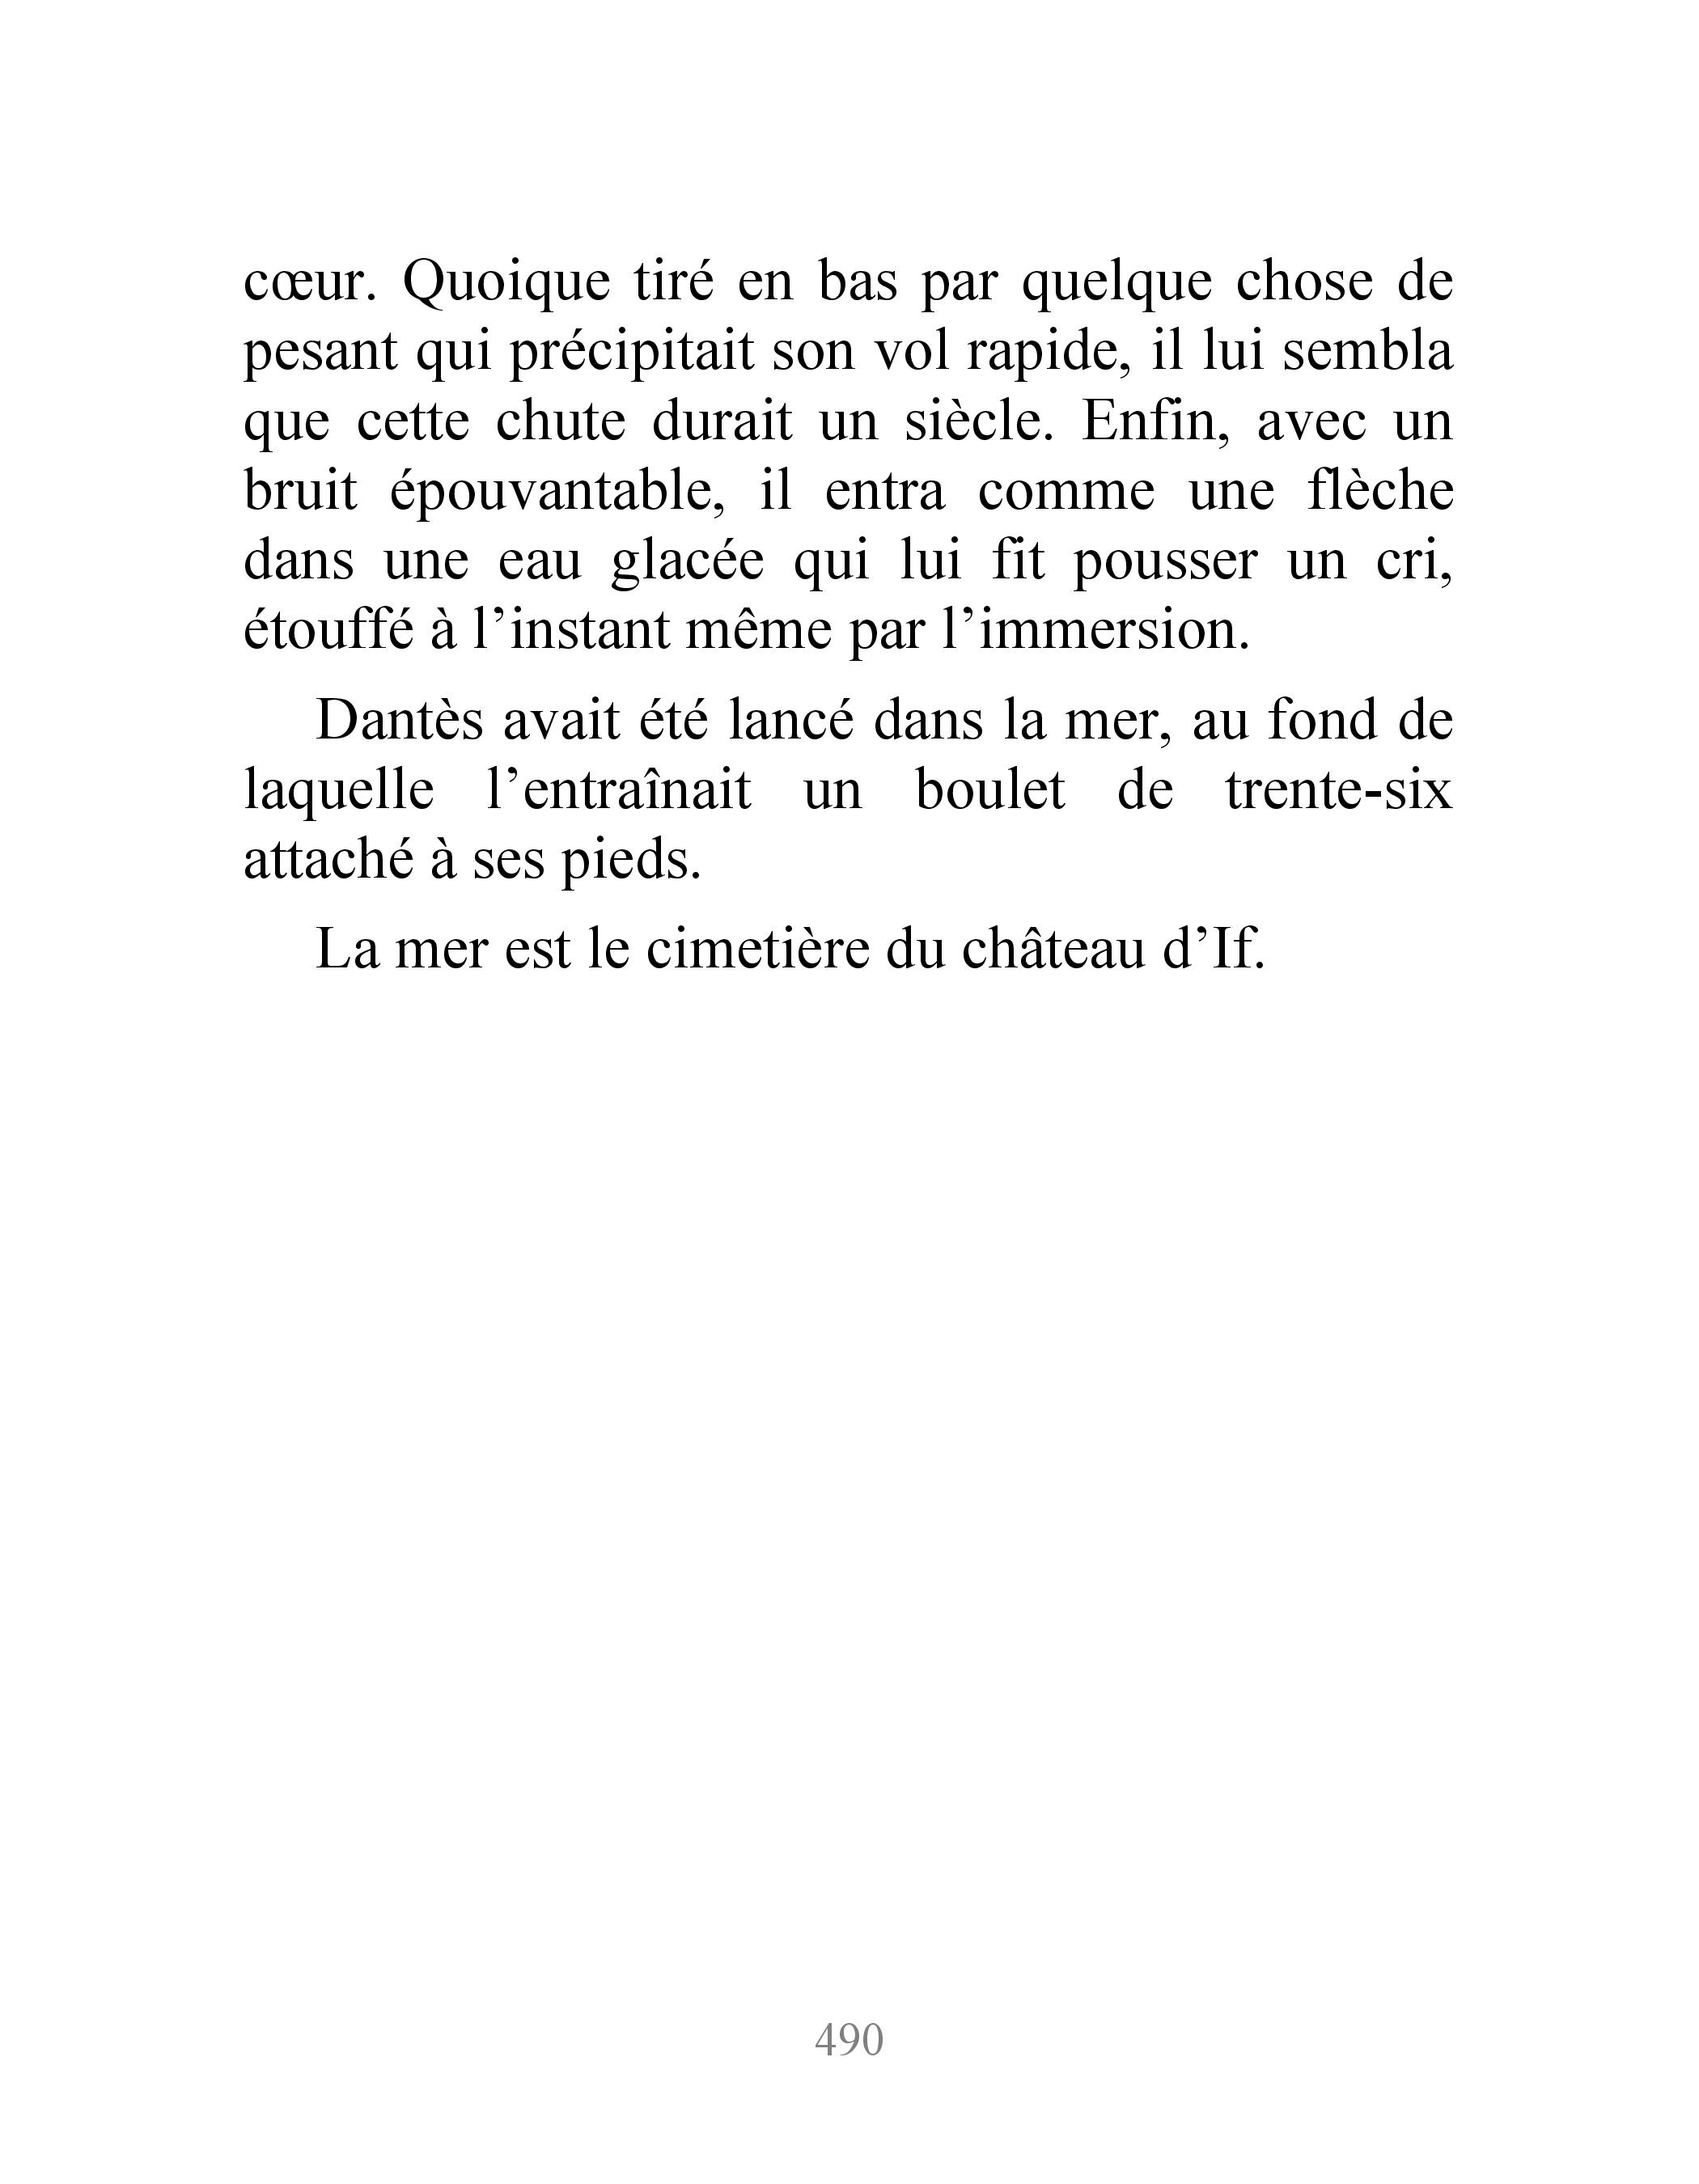 cœur. Quoique tiré en bas par quelque chose de
pesant qui précipitait son vol rapide, il lui sembla
que cette chute durait un siècle. Enfin, avec un
bruit épouvantable, il entra comme une flèche
dans une eau glacée qui lui fit pousser un cri,
étouffé à l’instant même par l’immersion.
Dantès avait été lancé dans la mer, au fond de
laquelle l’entraînait un boulet de trente-six
attaché à ses pieds.
La mer est le cimetière du château d’If.
490